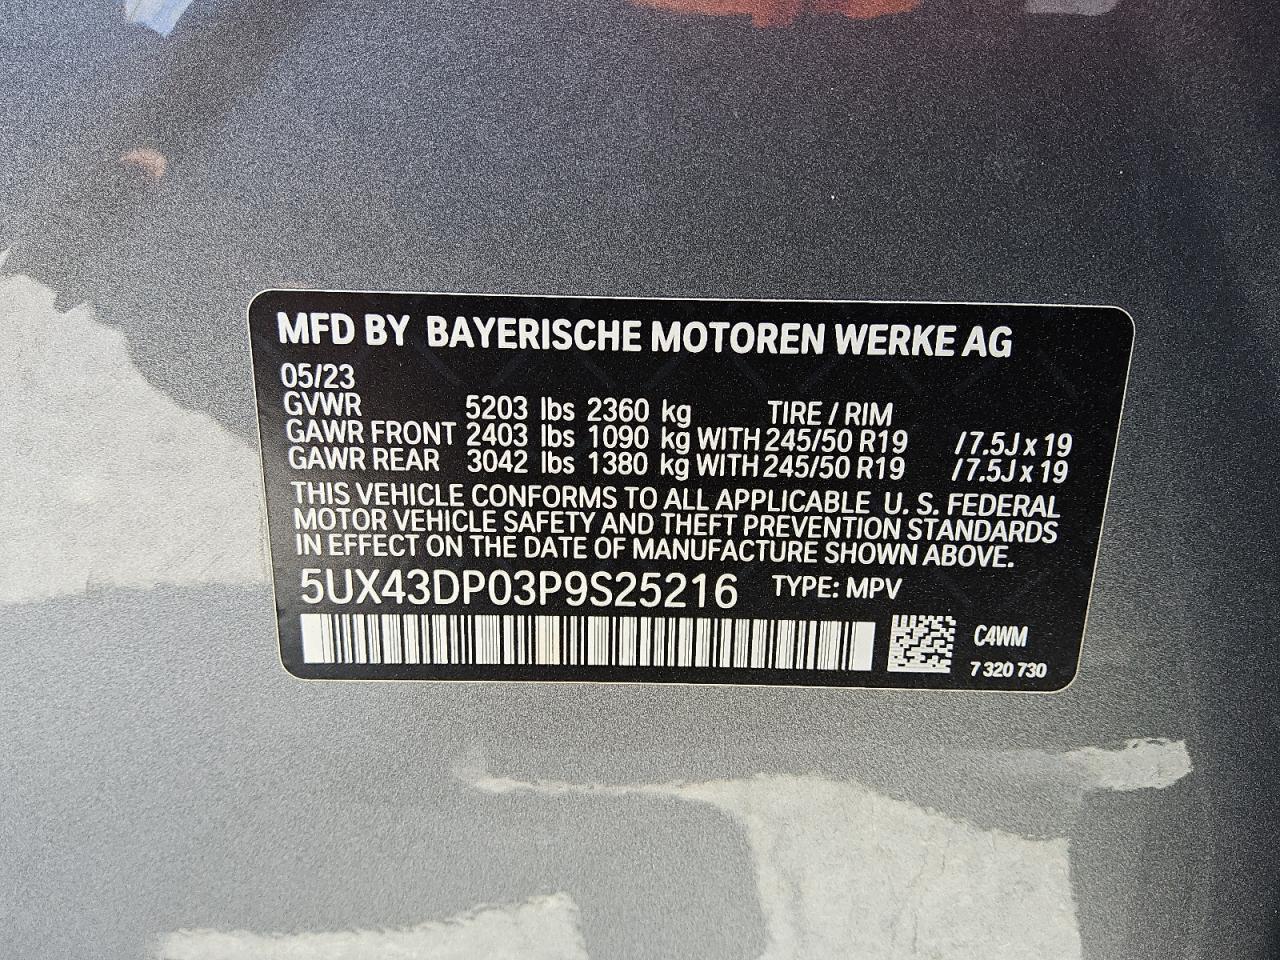 MFD BY BAYERISCHE MOTOREN WERKE AG
05/23
GVWR 5203 lbs 2360 kg TIRE / RIM
GAWR FRONT 2403 lbs 1090 kg WITH 245/50 R19 /7.5J x 19
GAWR REAR 3042 lbs 1380 kg WITH 245/50 R19 /7.5J x 19
THIS VEHICLE CONFORMS TO ALL APPLICABLE U. S. FEDERAL
MOTOR VEHICLE SAFETY AND THEFT PREVENTION STANDARDS
IN EFFECT ON THE DATE OF MANUFACTURE SHOWN ABOVE.
5UX43DP03P9S25216 TYPE: MPV
C4WM
7 320 730